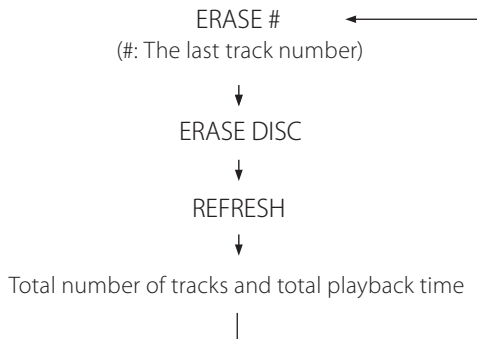 ERASE #
(#: The last track number)
ERASE DISC
REFRESH
Total number of tracks and total playback time